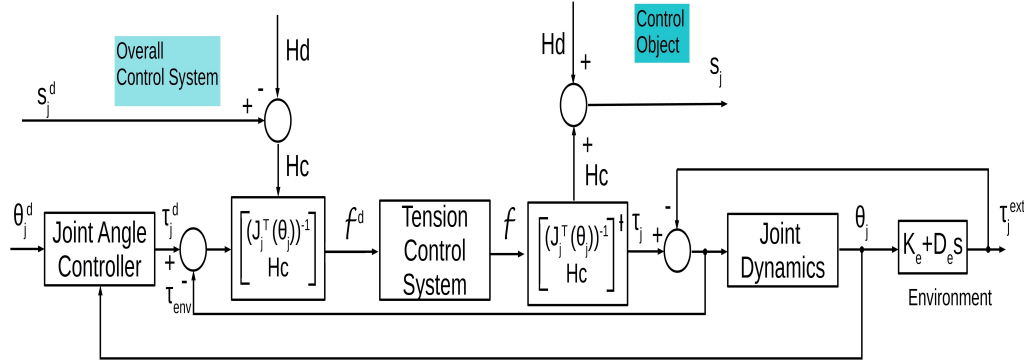 Overall
Control System
Hd
-
+
s_j^d
Hc
Control
Object
Hd
+
s_j
+
Hc
θ_j^d
Joint Angle
Controller
τ_j^d
+
-
τ_env
(J_j^T(θ_j))^-1
Hc
f^d
Tension
Control
System
f
(J_j^T(θ_j))^-1
Hc
†
τ_j
-
+
Joint
Dynamics
θ_j
K_e+D_e s
τ_j^ext
Environment